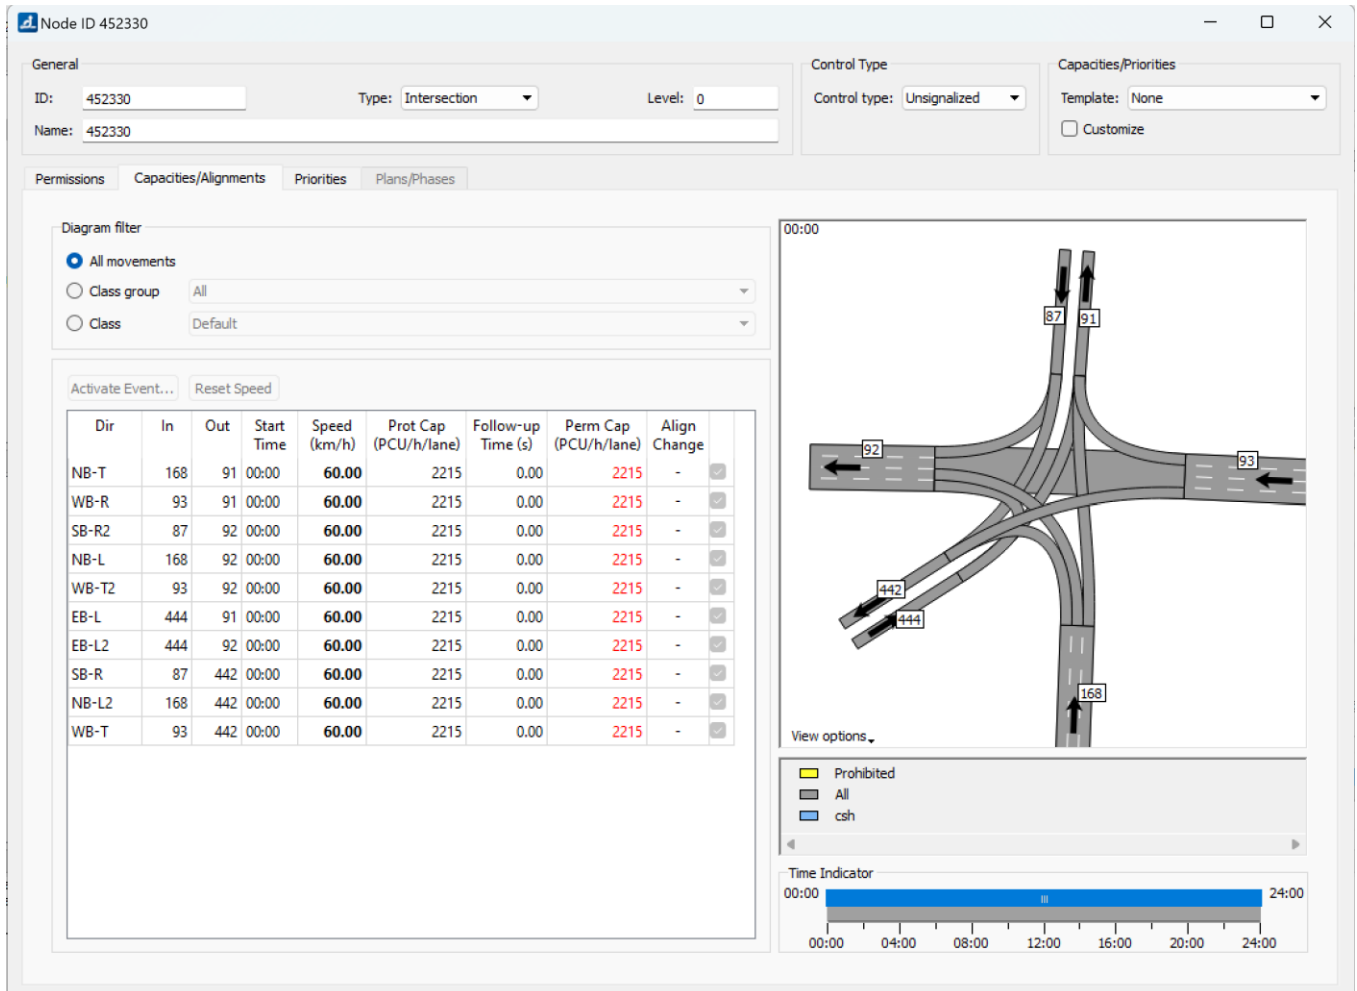 Node ID 452330
General
ID: 452330 Type: Intersection Level: 0
Name: 452330
Control Type
Control type: Unsignalized
Capacities/Priorities
Template: None
Customize
Permissions Capacities/Alignments Priorities Plans/Phases
Diagram filter
All movements
Class group All
Class Default
Activate Event... Reset Speed
Dir In Out Start Time Speed (km/h) Prot Cap (PCU/h/lane) Follow-up Time (s) Perm Cap (PCU/h/lane) Align Change
NB-T 168 91 00:00 60.00 2215 0.00 2215 -
WB-R 93 91 00:00 60.00 2215 0.00 2215 -
SB-R2 87 92 00:00 60.00 2215 0.00 2215 -
NB-L 168 92 00:00 60.00 2215 0.00 2215 -
WB-T2 93 92 00:00 60.00 2215 0.00 2215 -
EB-L 444 91 00:00 60.00 2215 0.00 2215 -
EB-L2 444 92 00:00 60.00 2215 0.00 2215 -
SB-R 87 442 00:00 60.00 2215 0.00 2215 -
NB-L2 168 442 00:00 60.00 2215 0.00 2215 -
WB-T 93 442 00:00 60.00 2215 0.00 2215 -
00:00
87 91
92
93
442
444
168
View options
Prohibited
All
csh
Time Indicator
00:00 24:00
00:00 04:00 08:00 12:00 16:00 20:00 24:00